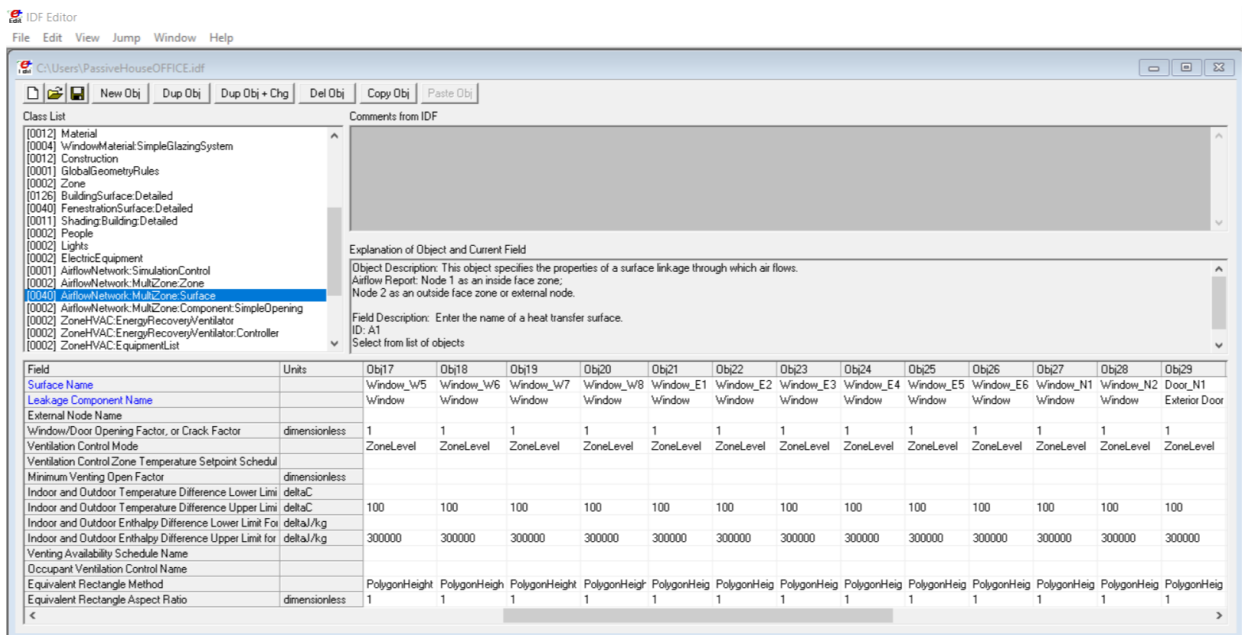 IDF Editor
File Edit View Jump Window Help
C:\Users\PassiveHouseOFFICE.idf
New Obj Dup Obj Dup Obj + Chg Del Obj Copy Obj Paste Obj
Class List Comments from IDF
[0012] Material
[0004] WindowMaterial:SimpleGlazingSystem
[0012] Construction
[0001] GlobalGeometryRules
[0002] Zone
[0126] BuildingSurface:Detailed
[0040] FenestrationSurface:Detailed
[0011] Shading:Building:Detailed
[0002] People
[0002] Lights
[0002] ElectricEquipment
[0001] AirflowNetwork:SimulationControl
[0002] AirflowNetwork:MultiZone:Zone
[0040] AirflowNetwork:MultiZone:Surface
[0002] AirflowNetwork:MultiZone:Component:SimpleOpening
[0002] ZoneHVAC:EnergyRecoveryVentilator
[0002] ZoneHVAC:EnergyRecoveryVentilator:Controller
[0002] ZoneHVAC:EquipmentList
Explanation of Object and Current Field
Object Description: This object specifies the properties of a surface linkage through which air flows.
Airflow Report: Node 1 as an inside face zone;
Node 2 as an outside face zone or external node.
Field Description: Enter the name of a heat transfer surface.
ID: A1
Select from list of objects
Field Units Obj17 Obj18 Obj19 Obj20 Obj21 Obj22 Obj23 Obj24 Obj25 Obj26 Obj27 Obj28 Obj29
Surface Name Window_W5 Window_W6 Window_W7 Window_W8 Window_E1 Window_E2 Window_E3 Window_E4 Window_E5 Window_E6 Window_N1 Window_N2 Door_N1
Leakage Component Name Window Window Window Window Window Window Window Window Window Window Window Window Exterior Door
External Node Name
Window/Door Opening Factor, or Crack Factor dimensionless 1 1 1 1 1 1 1 1 1 1 1 1 1
Ventilation Control Mode ZoneLevel ZoneLevel ZoneLevel ZoneLevel ZoneLevel ZoneLevel ZoneLevel ZoneLevel ZoneLevel ZoneLevel ZoneLevel ZoneLevel ZoneLevel
Ventilation Control Zone Temperature Setpoint Schedul
Minimum Venting Open Factor dimensionless
Indoor and Outdoor Temperature Difference Lower Limi deltaC
Indoor and Outdoor Temperature Difference Upper Limi deltaC 100 100 100 100 100 100 100 100 100 100 100 100 100
Indoor and Outdoor Enthalpy Difference Lower Limit For deltaJ/kg
Indoor and Outdoor Enthalpy Difference Upper Limit for deltaJ/kg 300000 300000 300000 300000 300000 300000 300000 300000 300000 300000 300000 300000 300000
Venting Availability Schedule Name
Occupant Ventilation Control Name
Equivalent Rectangle Method PolygonHeight PolygonHeigh PolygonHeight PolygonHeigh PolygonHeig PolygonHeig PolygonHeig PolygonHeig PolygonHeig PolygonHeig PolygonHeig PolygonHeig PolygonHeig
Equivalent Rectangle Aspect Ratio dimensionless 1 1 1 1 1 1 1 1 1 1 1 1 1